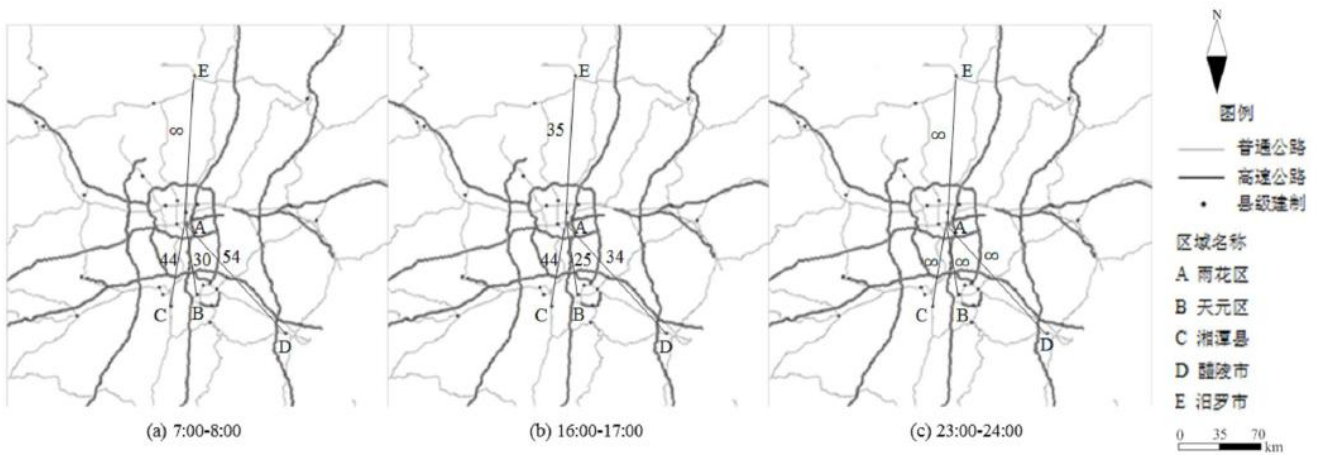 E
∞
A
44 30 54
C B
D
(a) 7:00-8:00
E
35
A
44 25 34
C B
D
(b) 16:00-17:00
E
∞
A
∞ ∞ ∞
C B
D
(c) 23:00-24:00
N
图例
普通公路
高速公路
县级建制
区域名称
A 雨花区
B 天元区
C 湘潭县
D 醴陵市
E 汨罗市
0 35 70
km